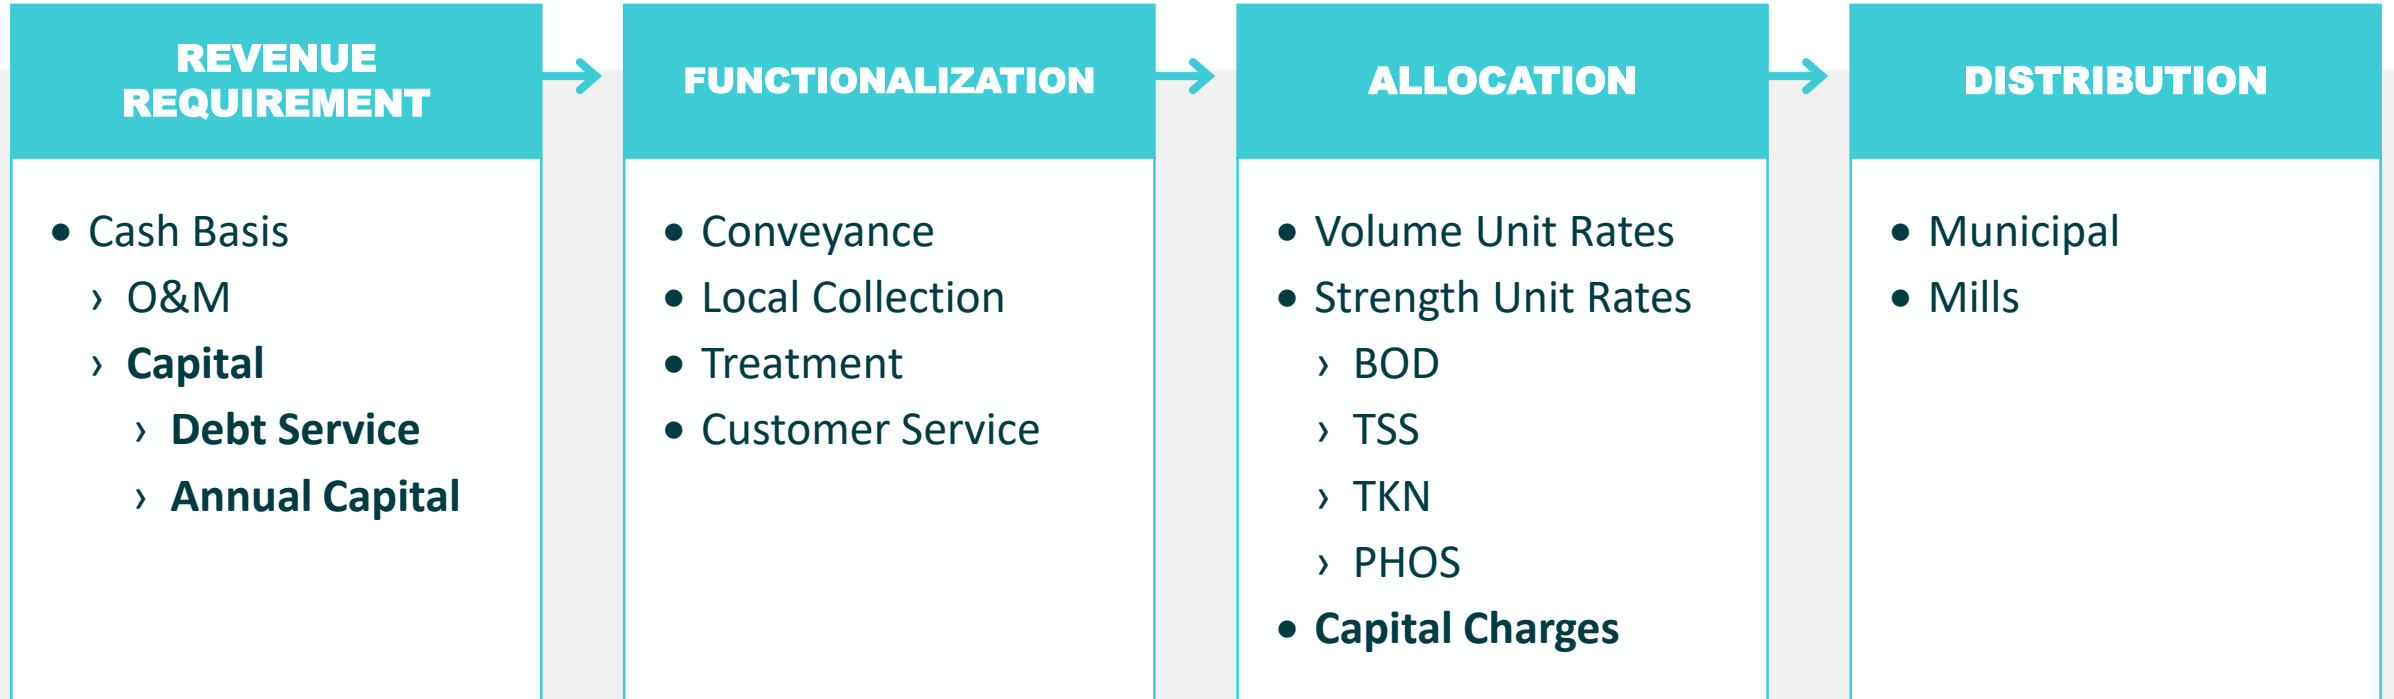 REVENUE
REQUIREMENT
• Cash Basis
› O&M
› Capital
› Debt Service
› Annual Capital
FUNCTIONALIZATION
• Conveyance
• Local Collection
• Treatment
• Customer Service
ALLOCATION
• Volume Unit Rates
• Strength Unit Rates
› BOD
› TSS
› TKN
› PHOS
• Capital Charges
DISTRIBUTION
• Municipal
• Mills